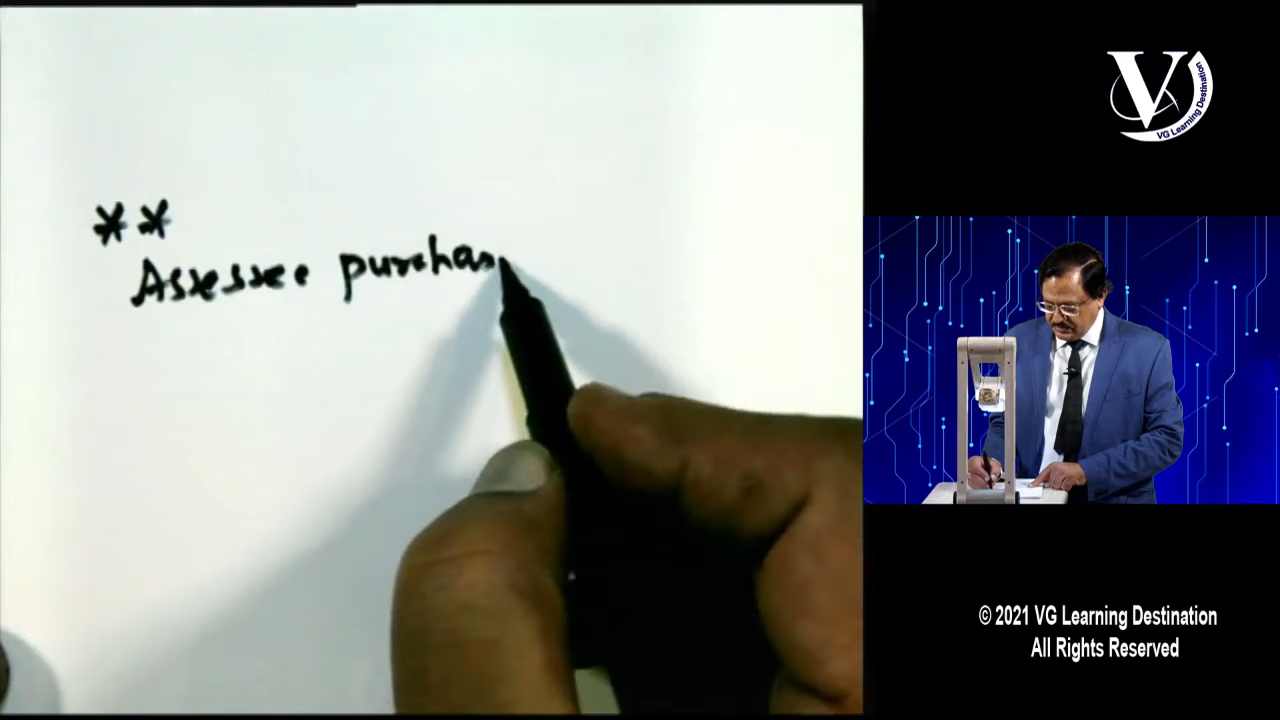 **
Assessee purchas
V
VG Learning Destination
© 2021 VG Learning Destination
All Rights Reserved